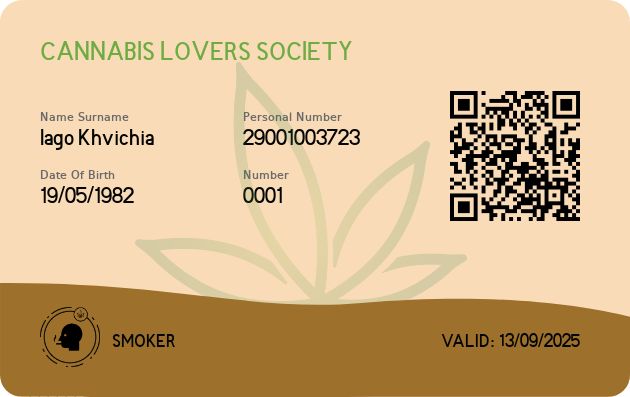 CANNABIS LOVERS SOCIETY
Name Surname
Iago Khvichia
Personal Number
29001003723
Date Of Birth
19/05/1982
Number
0001
SMOKER
VALID: 13/09/2025